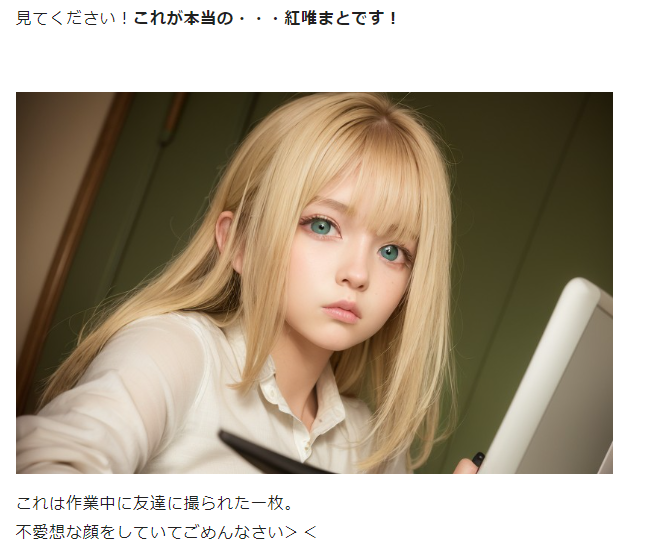 見てください！これが本当の・・・紅唯まとです！
これは作業中に友達に撮られた一枚。
不愛想な顔をしていてごめんなさい＞＜